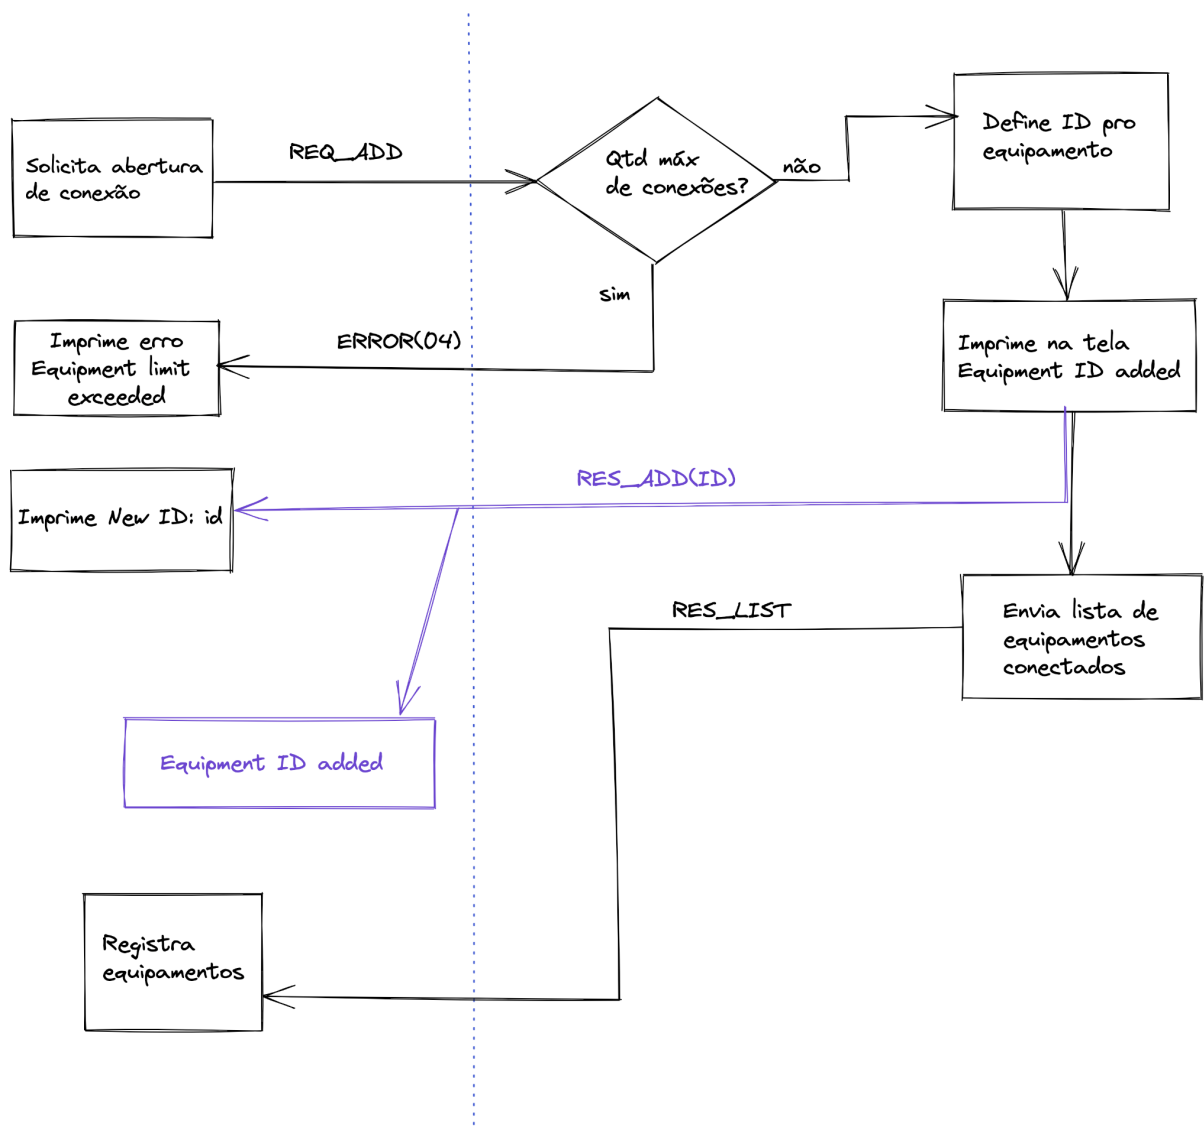 Solicita abertura
de conexão
REQ_ADD
Qtd máx
de conexões?
não
Define ID pro
equipamento
sim
ERROR(04)
Imprime erro
Equipment limit
exceeded
Imprime na tela
Equipment ID added
RES_ADD(ID)
Imprime New ID: id
RES_LIST
Envia lista de
equipamentos
conectados
Equipment ID added
Registra
equipamentos